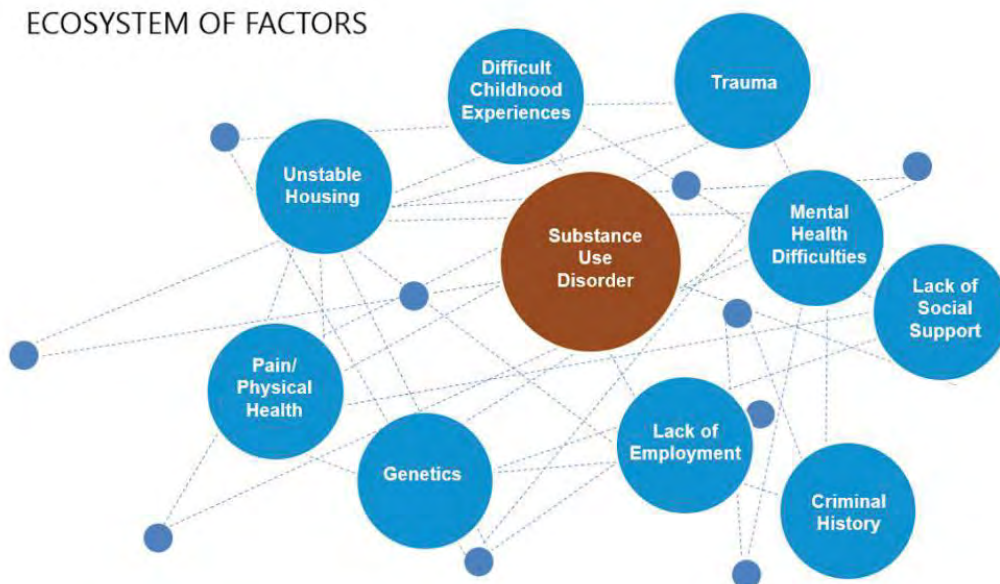 ECOSYSTEM OF FACTORS
Difficult
Childhood
Experiences
Trauma
Unstable
Housing
Substance
Use
Disorder
Mental
Health
Difficulties
Lack of
Social
Support
Pain/
Physical
Health
Genetics
Lack of
Employment
Criminal
History